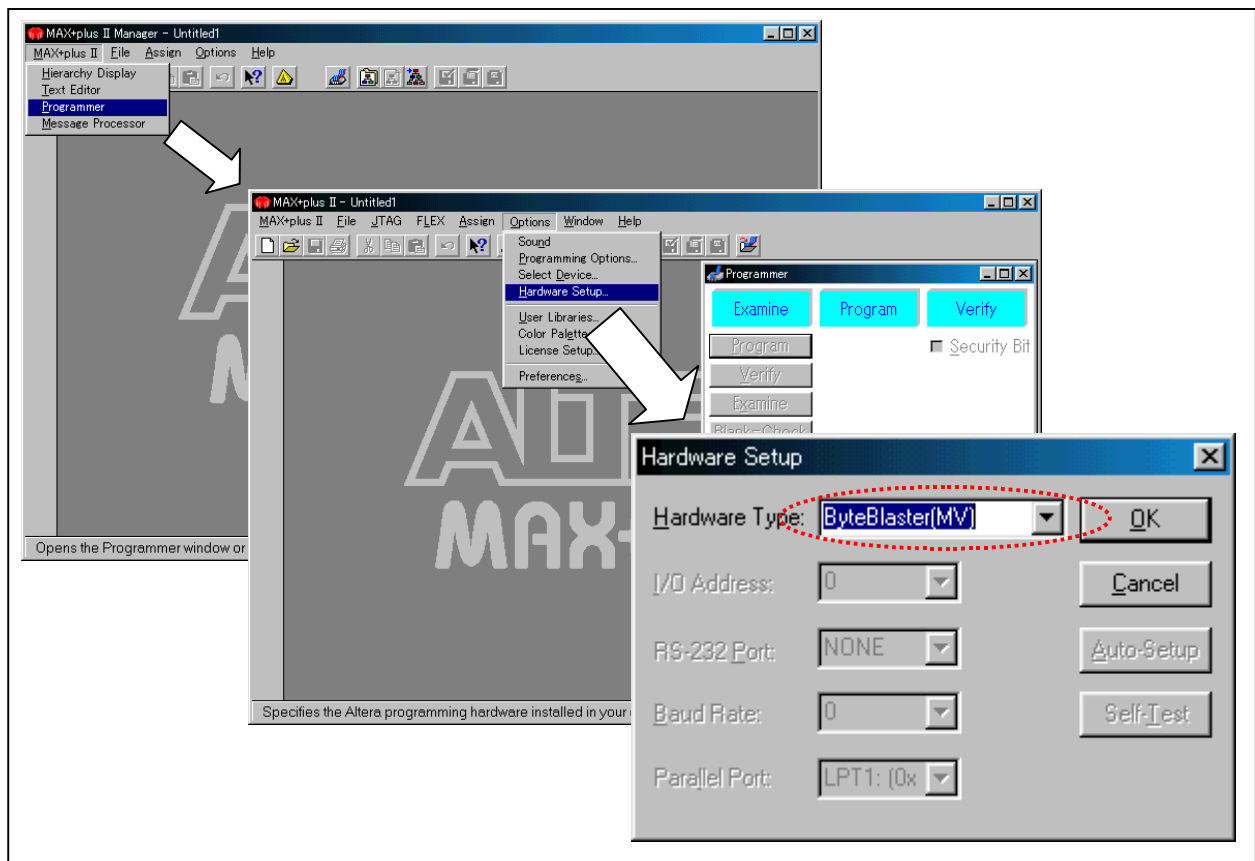 MAX+plus II Manager - Untitled1
MAX+plus II File Assign Options Help
Hierarchy Display
Text Editor
Programmer
Message Processor
Opens the Programmer window or
MAX+plus II - Untitled1
MAX+plus II File JTAG FLEX Assign Options Window Help
Sound
Programming Options...
Select Device...
Hardware Setup...
User Libraries...
Color Palette
License Setup...
Preferences...
MAX+
Specifies the Altera programming hardware installed in your
Programmer
Examine Program Verify
Program
Security Bit
Verify
Examine
Blank-Check
Hardware Setup
Hardware Type: ByteBlaster(MV) OK
I/O Address: 0 Cancel
RS-232 Port: NONE Auto-Setup
Baud Rate: 0 Self-Test
Parallel Port: LPT1: (0x